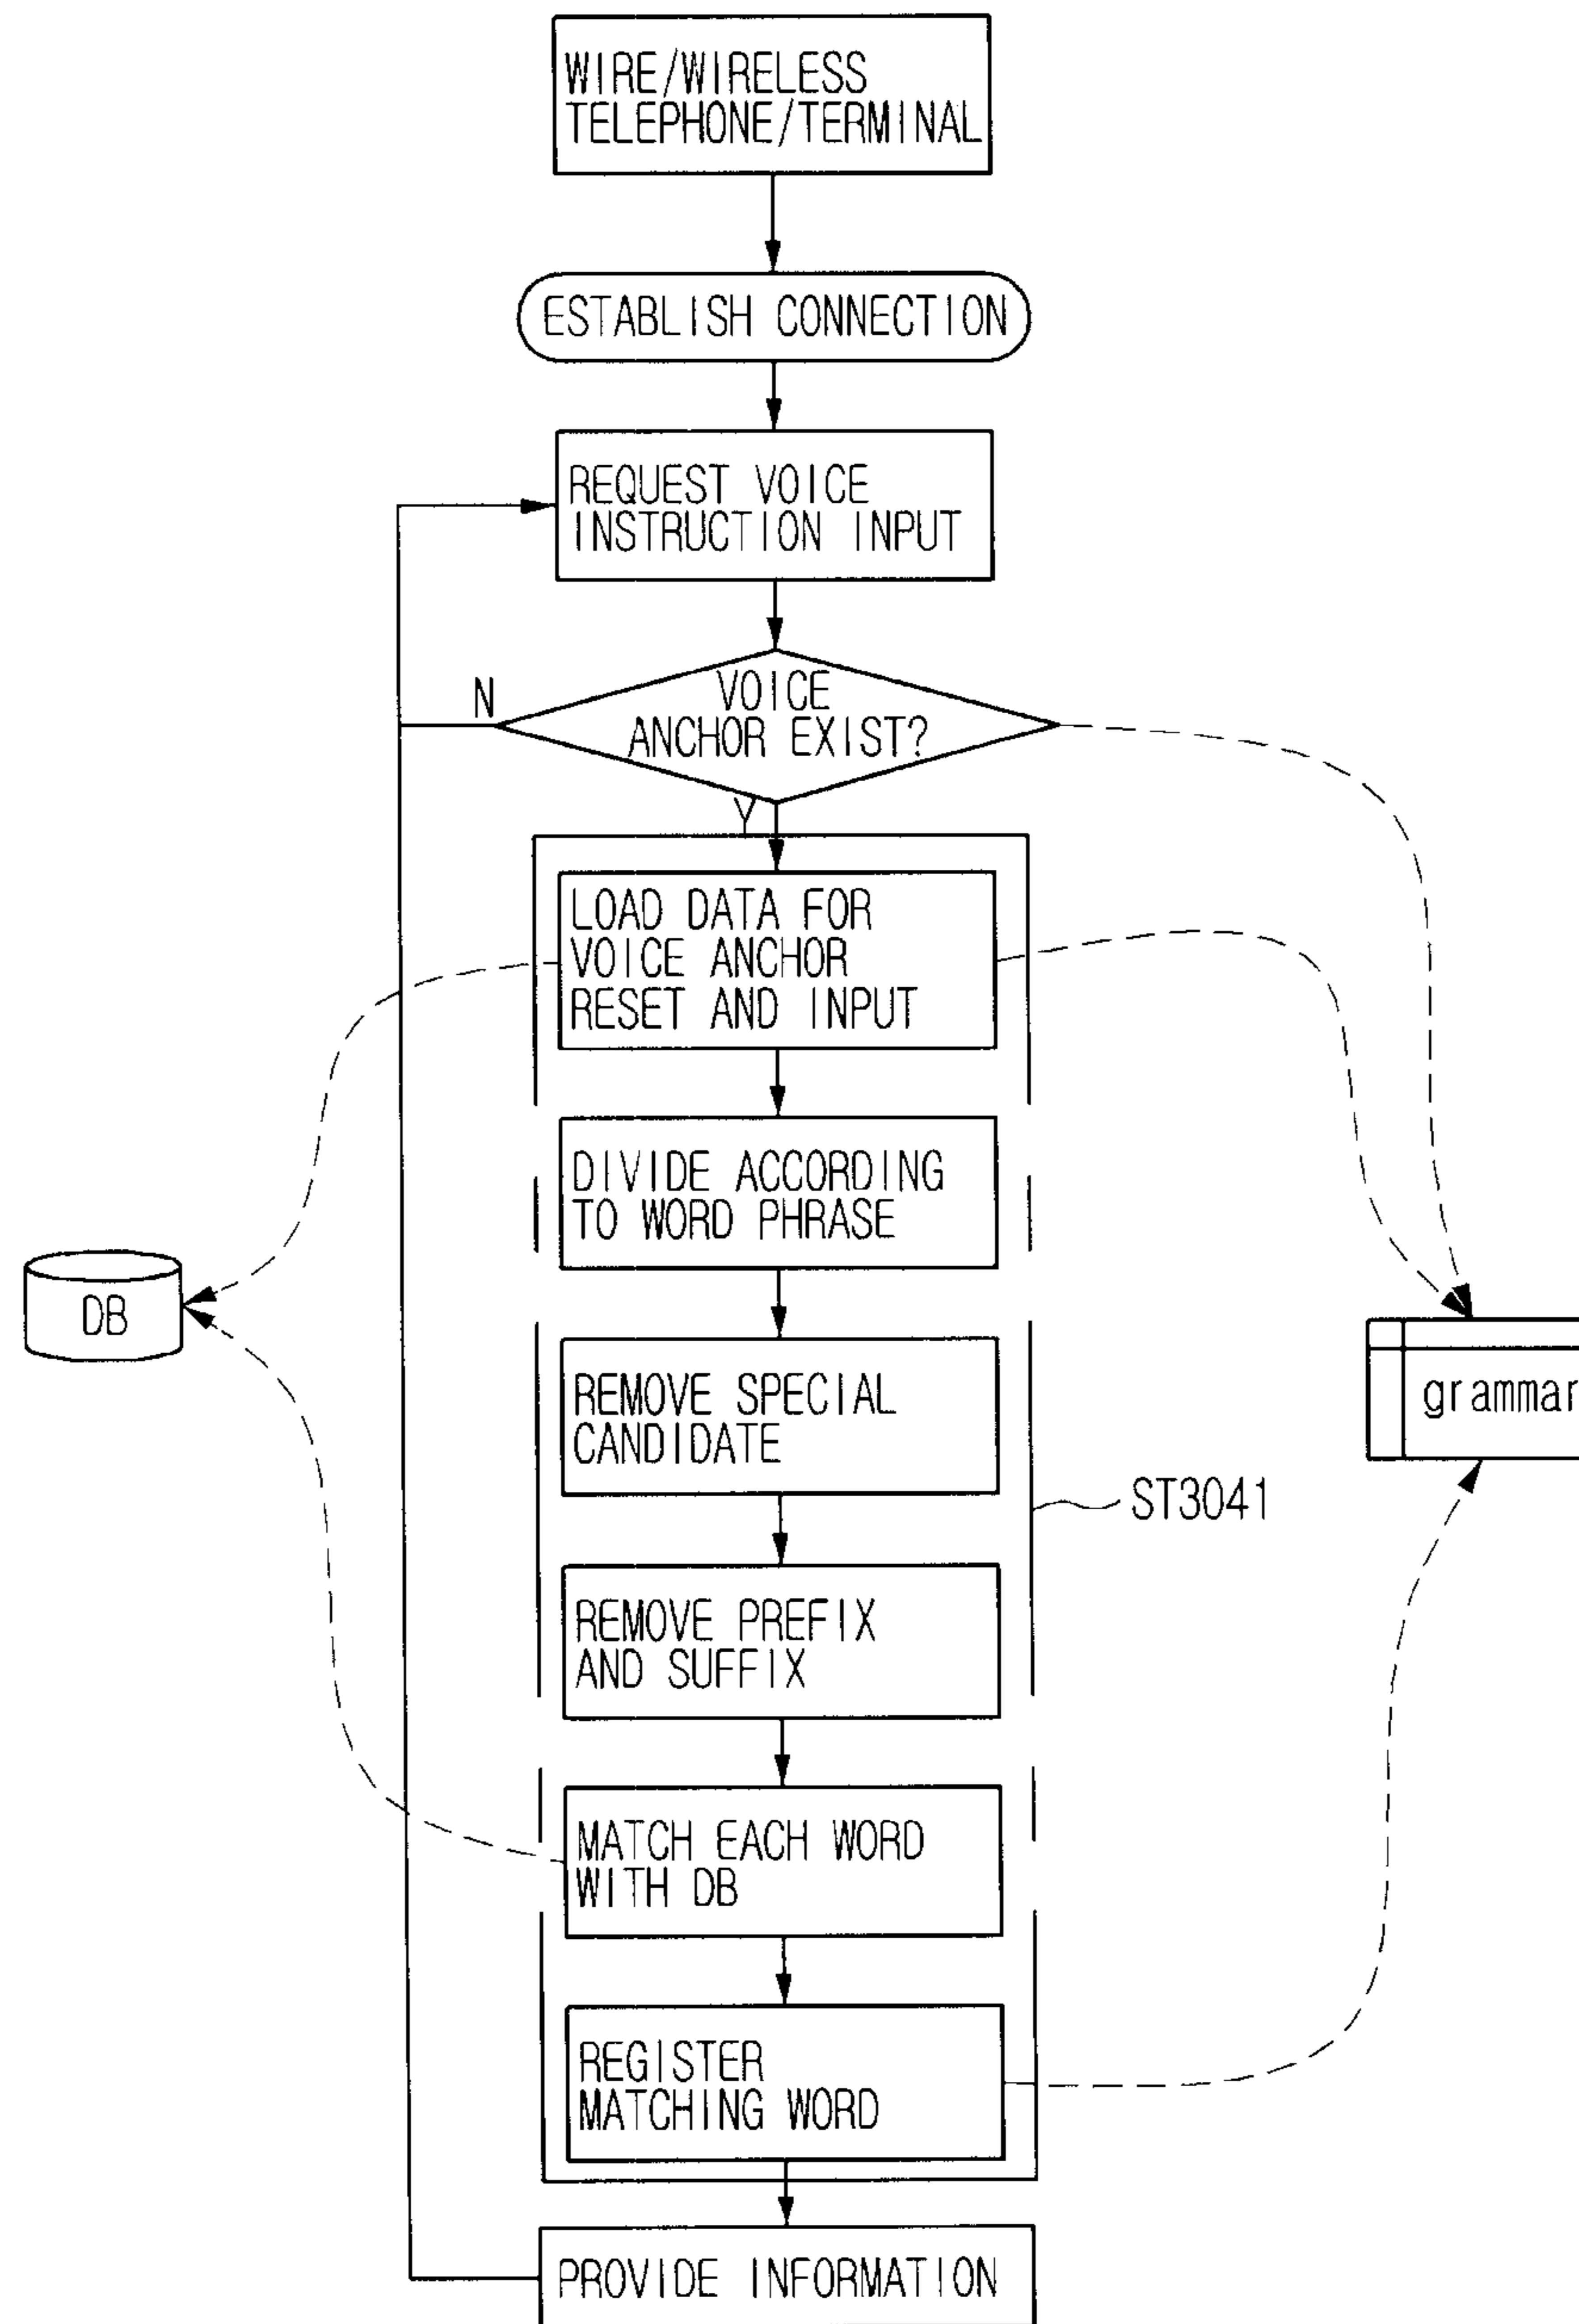 WIRE/WIRELESS
TELEPHONE/TERMINAL
ESTABLISH CONNECTION
REQUEST VOICE
INSTRUCTION INPUT
N
VOICE
ANCHOR EXIST?
Y
LOAD DATA FOR
VOICE ANCHOR
RESET AND INPUT
DIVIDE ACCORDING
TO WORD PHRASE
DB
REMOVE SPECIAL
CANDIDATE
grammar
ST3041
REMOVE PREFIX
AND SUFFIX
MATCH EACH WORD
WITH DB
REGISTER
MATCHING WORD
PROVIDE INFORMATION